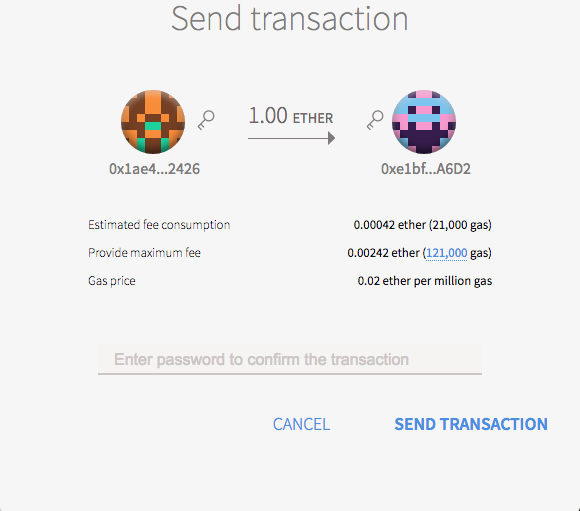 Send transaction
1.00 ETHER
0x1ae4...2426
0xe1bf...A6D2
Estimated fee consumption 0.00042 ether (21,000 gas)
Provide maximum fee 0.00242 ether (121,000 gas)
Gas price 0.02 ether per million gas
Enter password to confirm the transaction
CANCEL SEND TRANSACTION